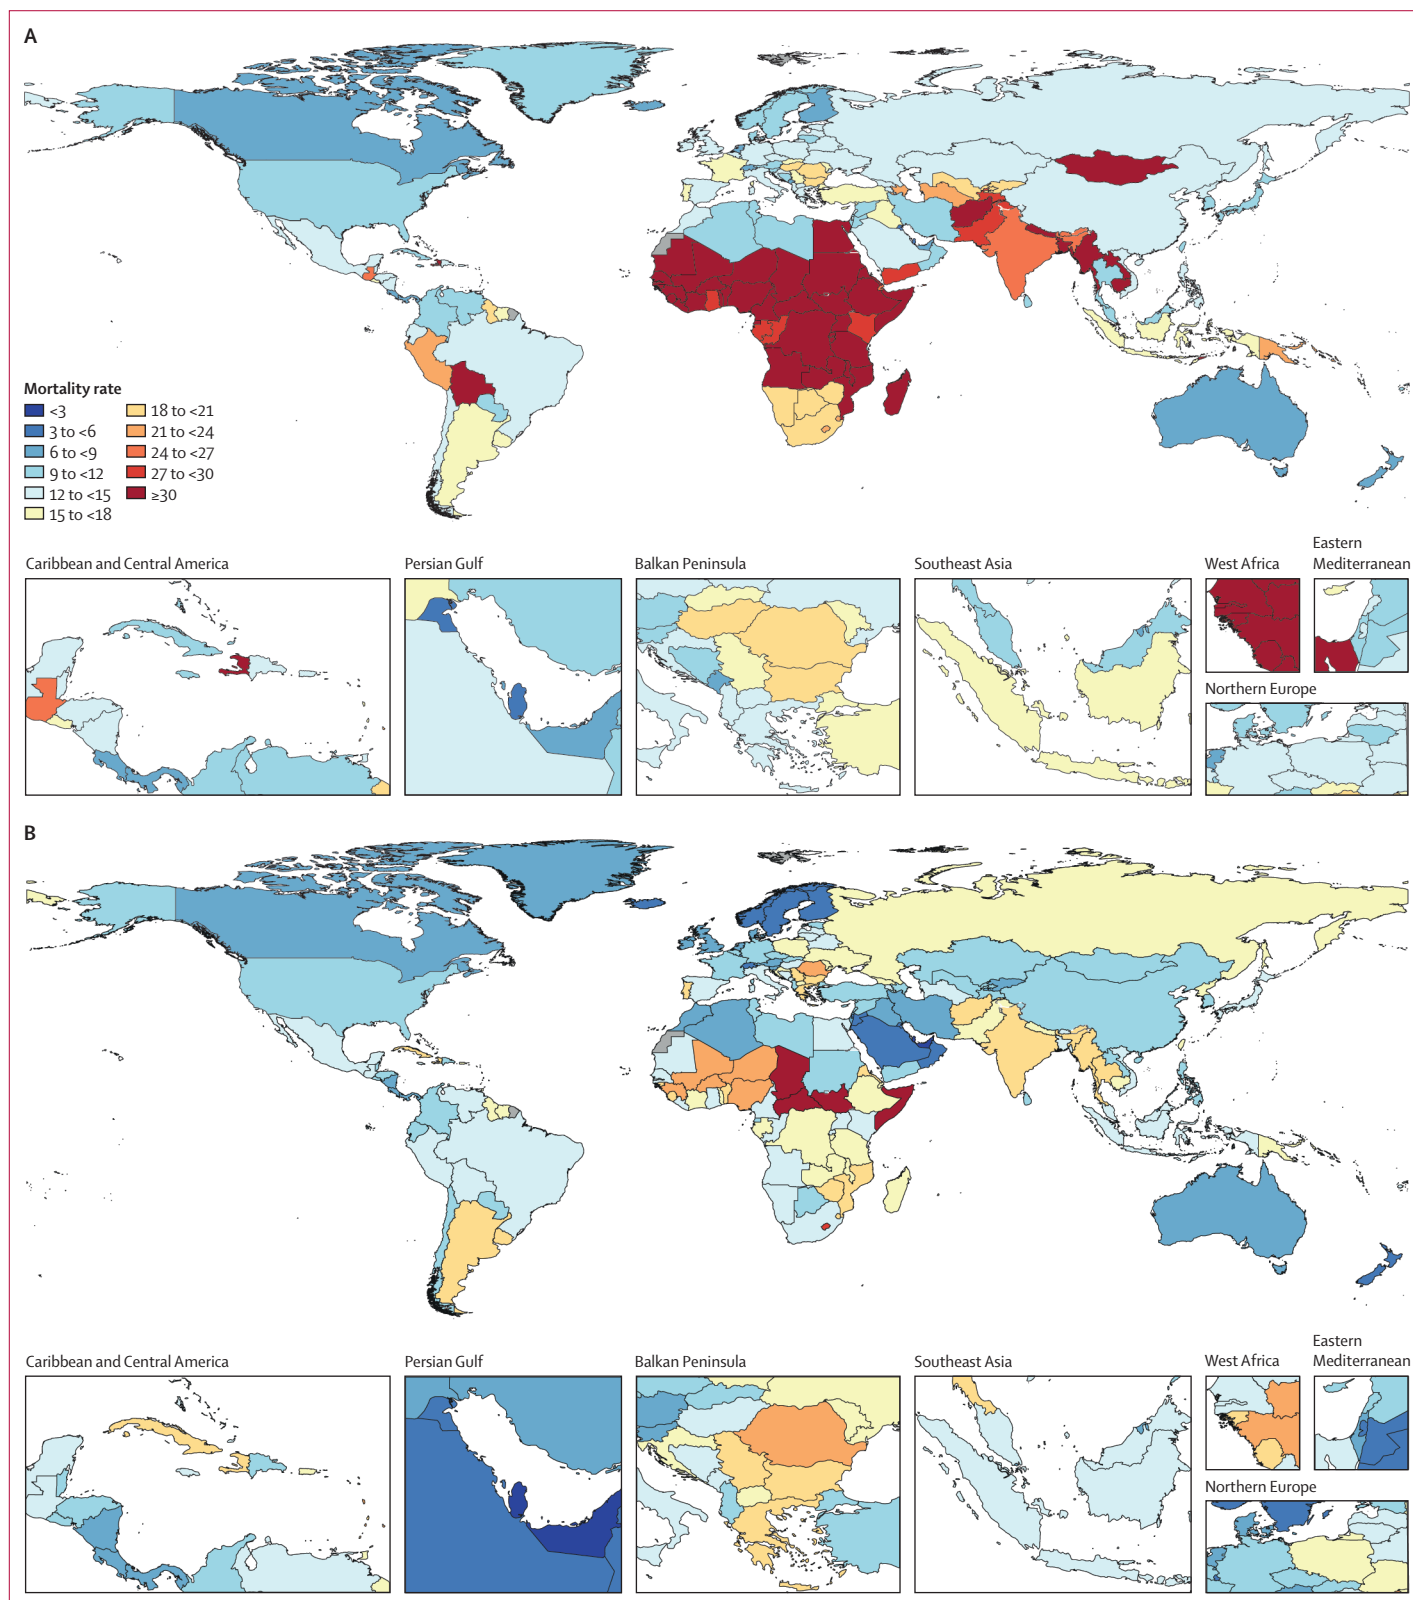 A
Mortality rate
<3
3 to <6
6 to <9
9 to <12
12 to <15
15 to <18
18 to <21
21 to <24
24 to <27
27 to <30
≥30
Caribbean and Central America
Persian Gulf
Balkan Peninsula
Southeast Asia
West Africa
Eastern
Mediterranean
Northern Europe
B
Caribbean and Central America
Persian Gulf
Balkan Peninsula
Southeast Asia
West Africa
Eastern
Mediterranean
Northern Europe